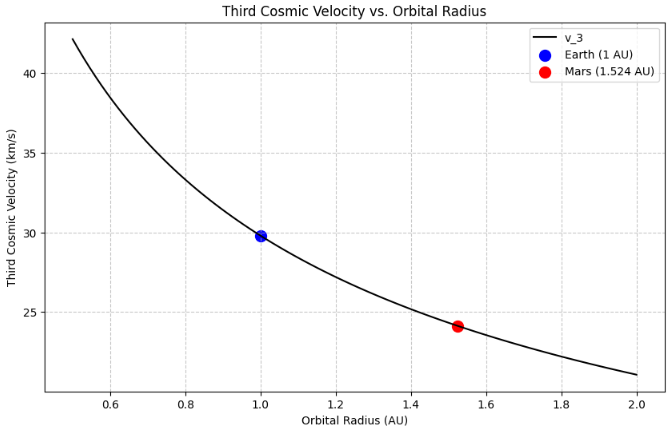 Third Cosmic Velocity vs. Orbital Radius
v_3
Earth (1 AU)
Mars (1.524 AU)
Third Cosmic Velocity (km/s)
40
35
30
25
0.6 0.8 1.0 1.2 1.4 1.6 1.8 2.0
Orbital Radius (AU)